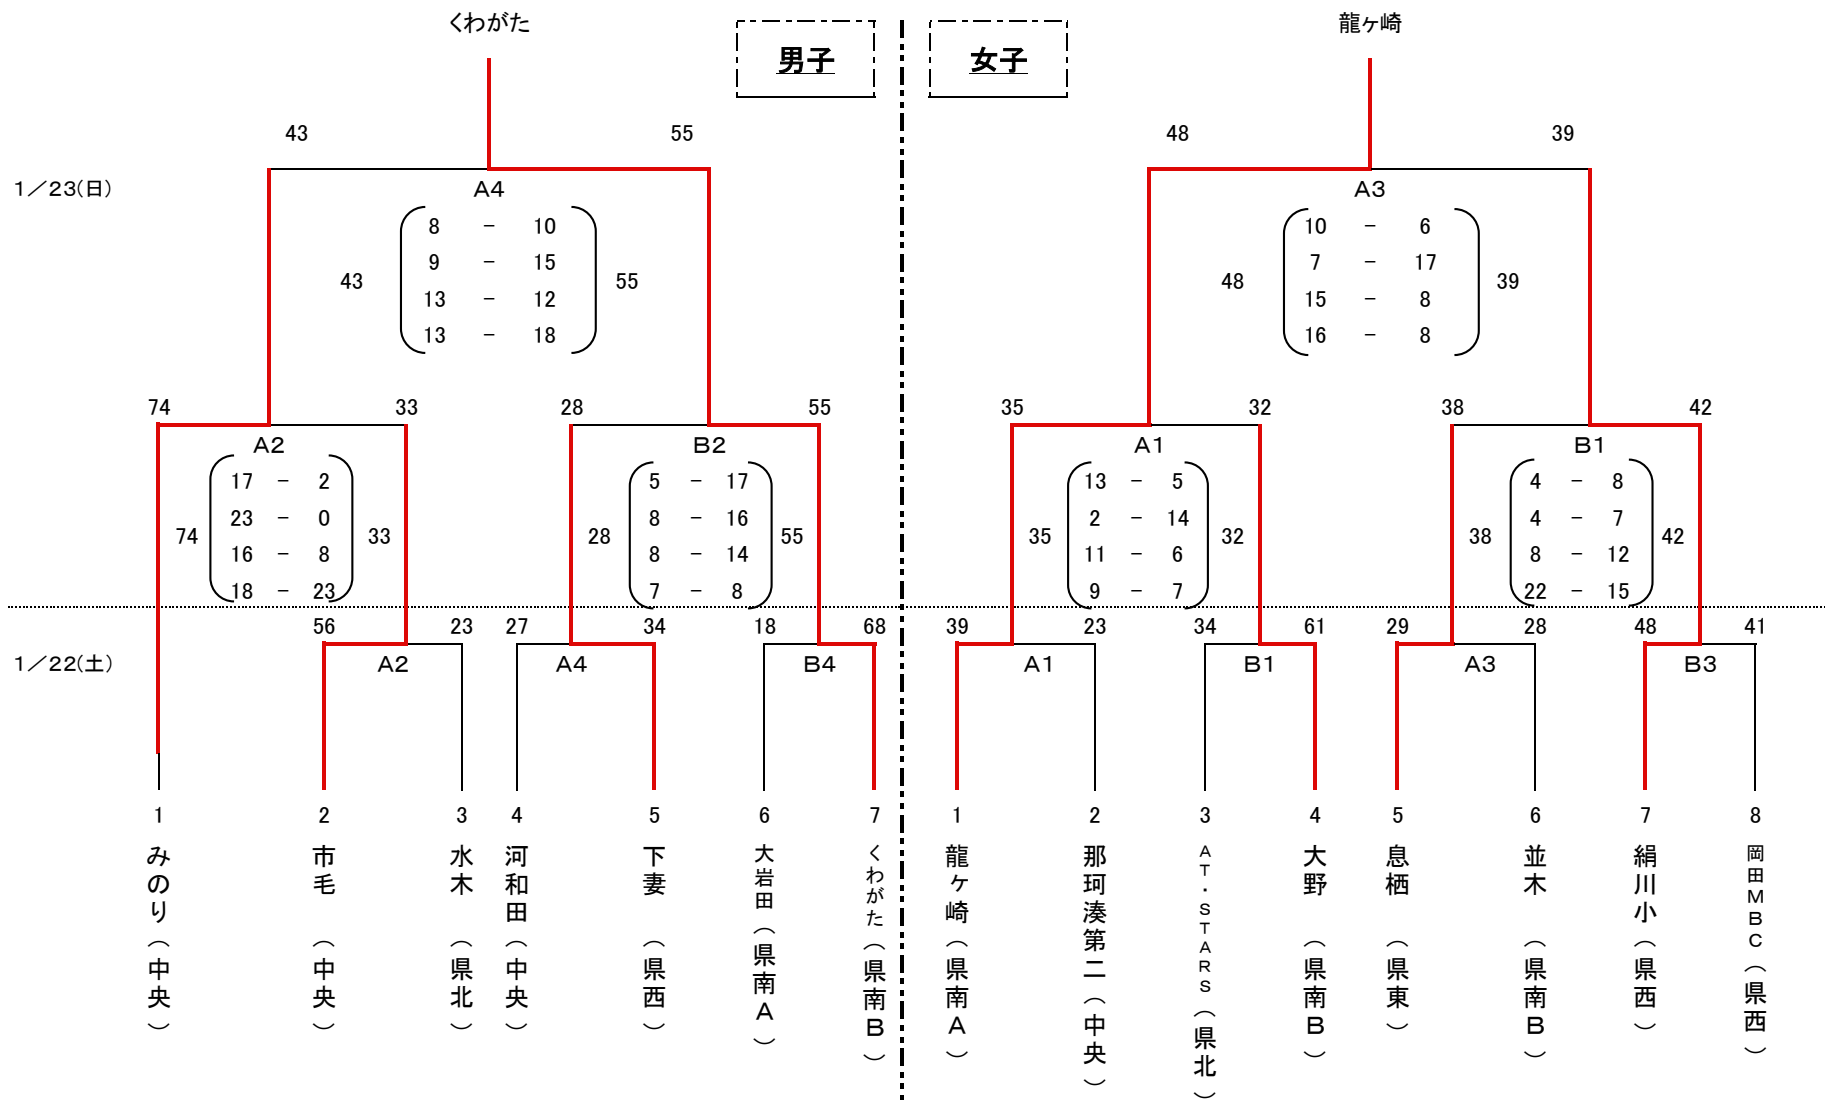 くわがた
男子
女子
龍ヶ崎
43 55 48 39
1／23(日)
A4 A3
8 － 10 10 － 6
9 － 15 7 － 17
43 55 48 39
13 － 12 15 － 8
13 － 18 16 － 8
74 33 28 55 35 32 38 42
A2 B2 A1 B1
17 － 2 5 － 17 13 － 5 4 － 8
23 － 0 8 － 16 2 － 14 4 － 7
74 33 28 55 35 32 38 42
16 － 8 8 － 14 11 － 6 8 － 12
18 － 23 7 － 8 9 － 7 22 － 15
56 23 27 34 18 68 39 23 34 61 29 28 48 41
1／22(土)
A2 A4 B4 A1 B1 A3 B3
1 2 3 4 5 6 7 1 2 3 4 5 6 7 8
みのり（中央）
市毛（中央）
水木（県北）
河和田（中央）
下妻（県西）
大岩田（県南A）
くわがた（県南B）
龍ヶ崎（県南A）
那珂湊第二（中央）
AT・STARS（県北）
大野（県南B）
息栖（県東）
並木（県南B）
絹川小（県西）
岡田MBC（県西）